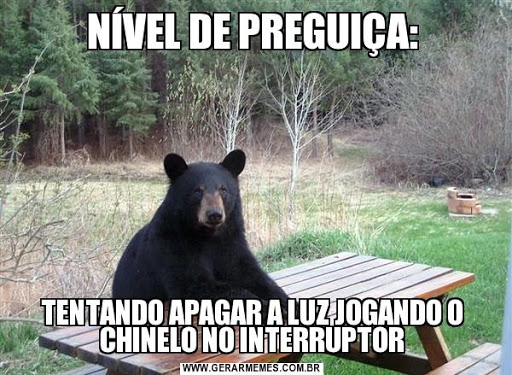 NÍVEL DE PREGUIÇA:
TENTANDO APAGAR A LUZ JOGANDO O
CHINELO NO INTERRUPTOR
WWW.GERARMEMES.COM.BR